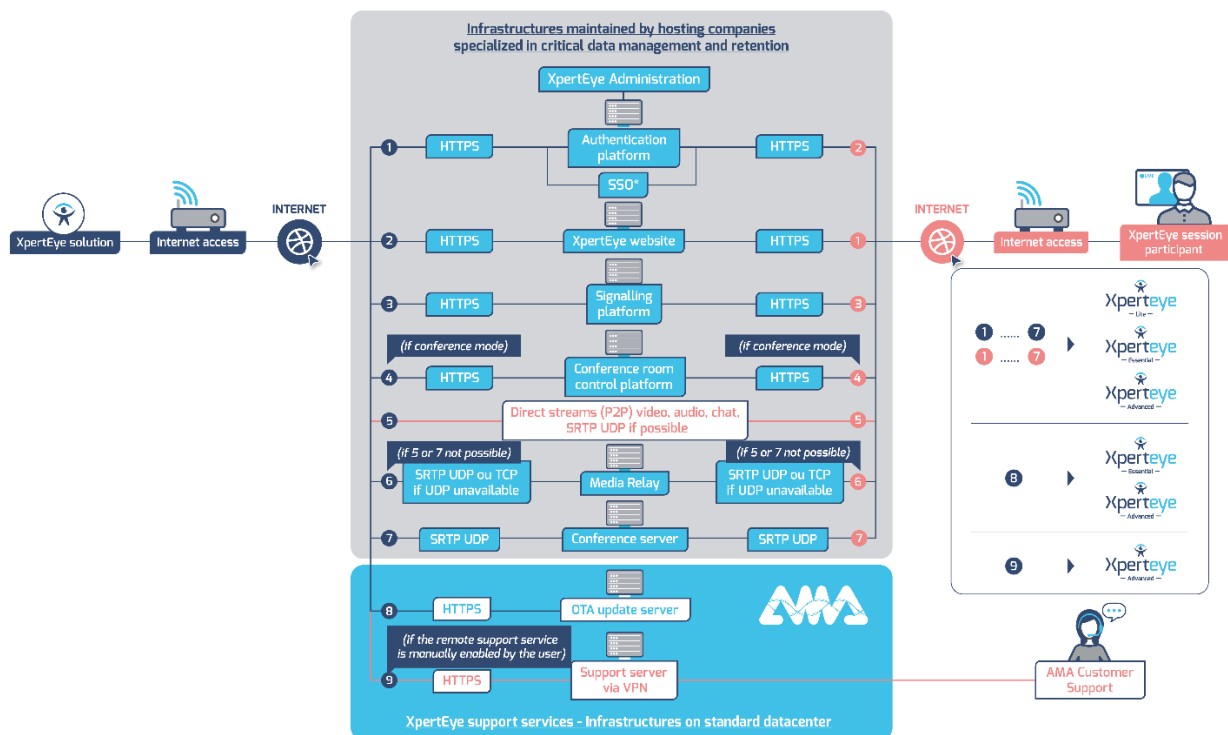 Infrastructures maintained by hosting companies
specialized in critical data management and retention
XpertEye Administration
Authentication
platform
1
HTTPS
HTTPS
2
SSO*
XpertEye solution
Internet access
INTERNET
2
HTTPS
XpertEye website
HTTPS
1
INTERNET
Internet access
LIVE
XpertEye session
participant
3
HTTPS
Signalling
platform
HTTPS
3
(if conference mode)
(if conference mode)
4
HTTPS
Conference room
control platform
HTTPS
4
5
Direct streams (P2P) video, audio, chat,
SRTP UDP if possible
5
(if 5 or 7 not possible)
(if 5 or 7 not possible)
6
SRTP UDP ou TCP
if UDP unavailable
Media Relay
SRTP UDP ou TCP
if UDP unavailable
6
7
SRTP UDP
Conference server
SRTP UDP
7
1 ...... 7
1 ...... 7
Xperteye
— Lite —
Xperteye
— Essential —
Xperteye
— Advanced —
8
Xperteye
— Essential —
Xperteye
— Advanced —
9
Xperteye
— Advanced —
8
HTTPS
OTA update server
AMA
(if the remote support service
is manually enabled by the user)
9
HTTPS
Support server
via VPN
AMA Customer
Support
XpertEye support services - Infrastructures on standard datacenter